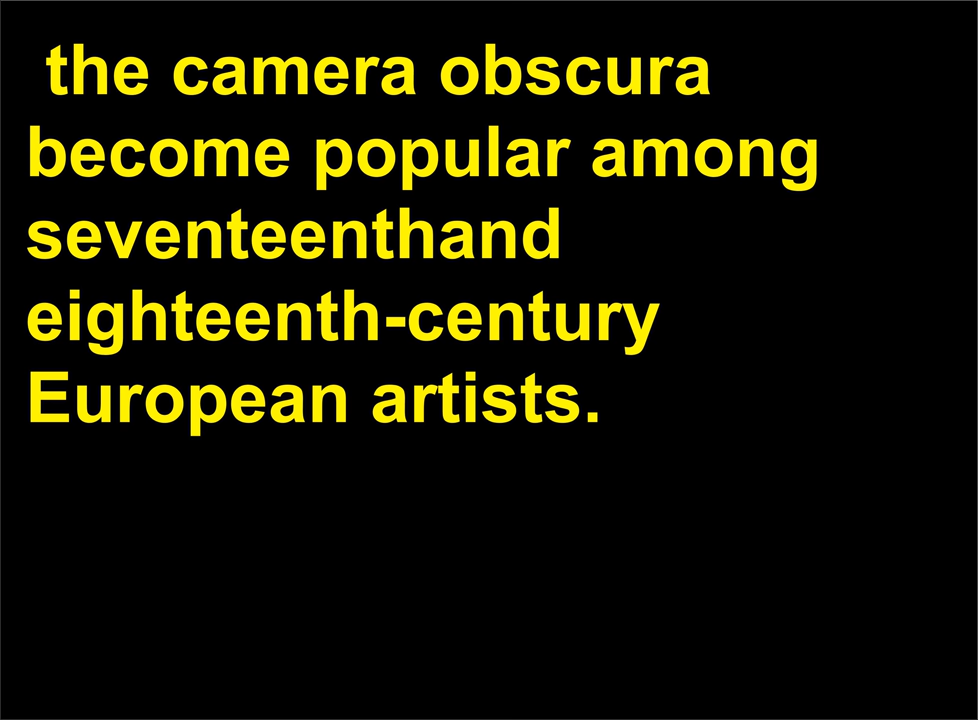 the camera obscura
become popular among
seventeenthand
eighteenth-century
European artists.